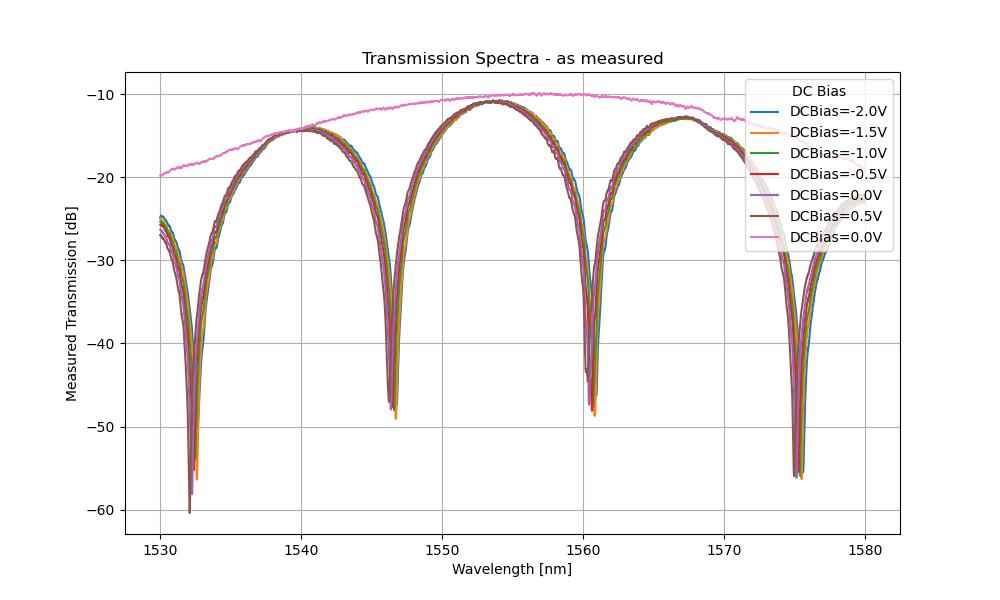 Transmission Spectra - as measured
DC Bias
DCBias=-2.0V
DCBias=-1.5V
DCBias=-1.0V
DCBias=-0.5V
DCBias=0.0V
DCBias=0.5V
DCBias=0.0V
Measured Transmission [dB]
−10
−20
−30
−40
−50
−60
1530 1540 1550 1560 1570 1580
Wavelength [nm]